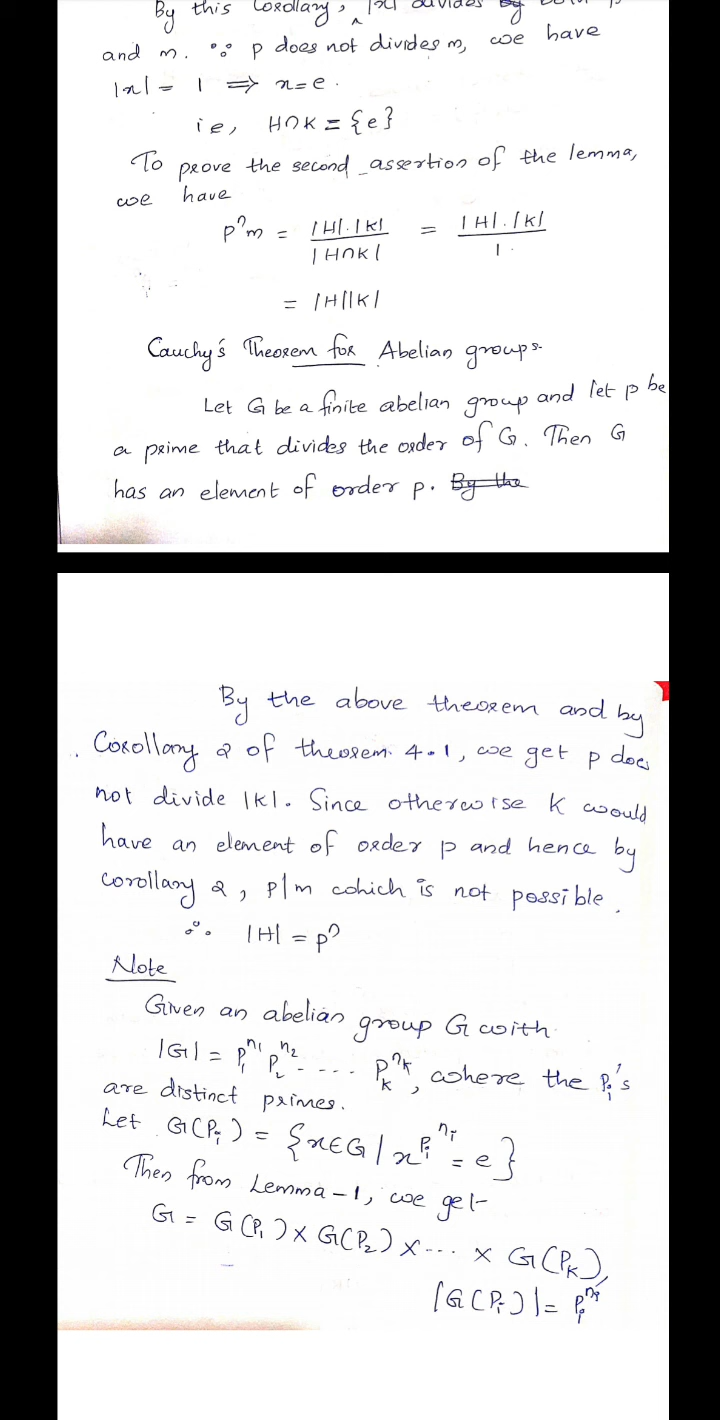 By this Corollary, |x| divides by both p
and m. ∵ p does not divides m, we have
|x| = 1 ⇒ x=e.
ie, H∩K = {e}
To prove the second assertion of the lemma,
we have
pⁿm = |H|.|K| / |H∩K| = |H|.|K| / 1.
= |H||K|
Cauchy's Theorem for Abelian groups.
Let G be a finite abelian group and let p be
a prime that divides the order of G. Then G
has an element of order p. By the
By the above theorem and by
Corollary 2 of theorem 4.1, we get p does
not divide |K|. Since otherwise K would
have an element of order p and hence by
corollary 2, p|m which is not possible.
∴ |H| = pⁿ
Note
Given an abelian group G with
|G| = p₁^n₁ p₂^n₂ .... pₖ^nₖ, where the pᵢ's
are distinct primes.
Let G(Pᵢ) = {x∈G | x^pᵢ^nᵢ = e}
Then from Lemma-1, we get
G = G(P₁) × G(P₂) × ... × G(Pₖ),
|G(Pᵢ)| = pᵢ^nᵢ